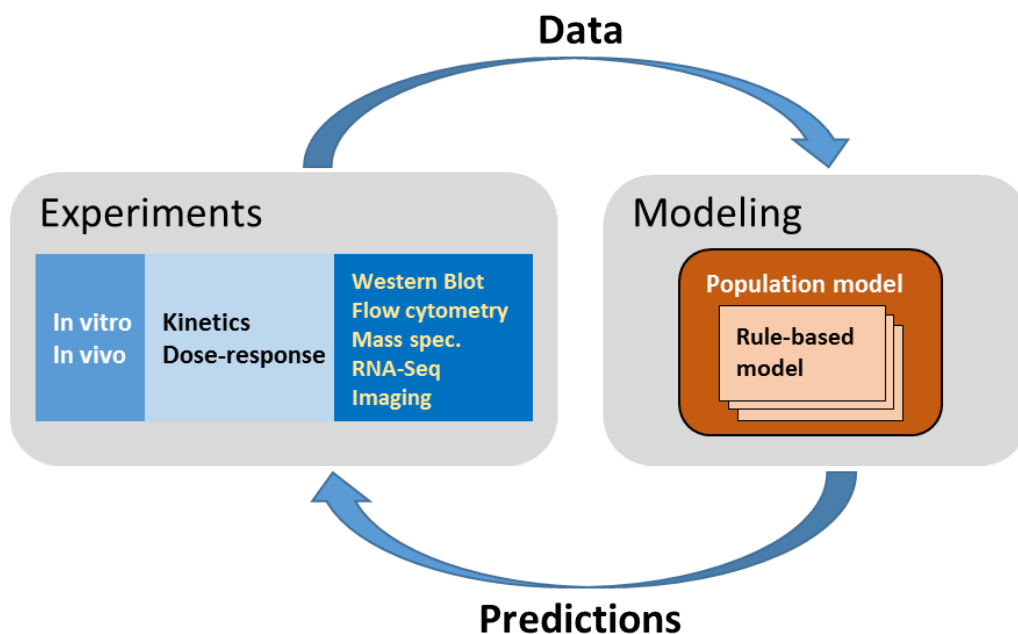 Data
Experiments
In vitro
In vivo
Kinetics
Dose-response
Western Blot
Flow cytometry
Mass spec.
RNA-Seq
Imaging
Modeling
Population model
Rule-based
model
Predictions